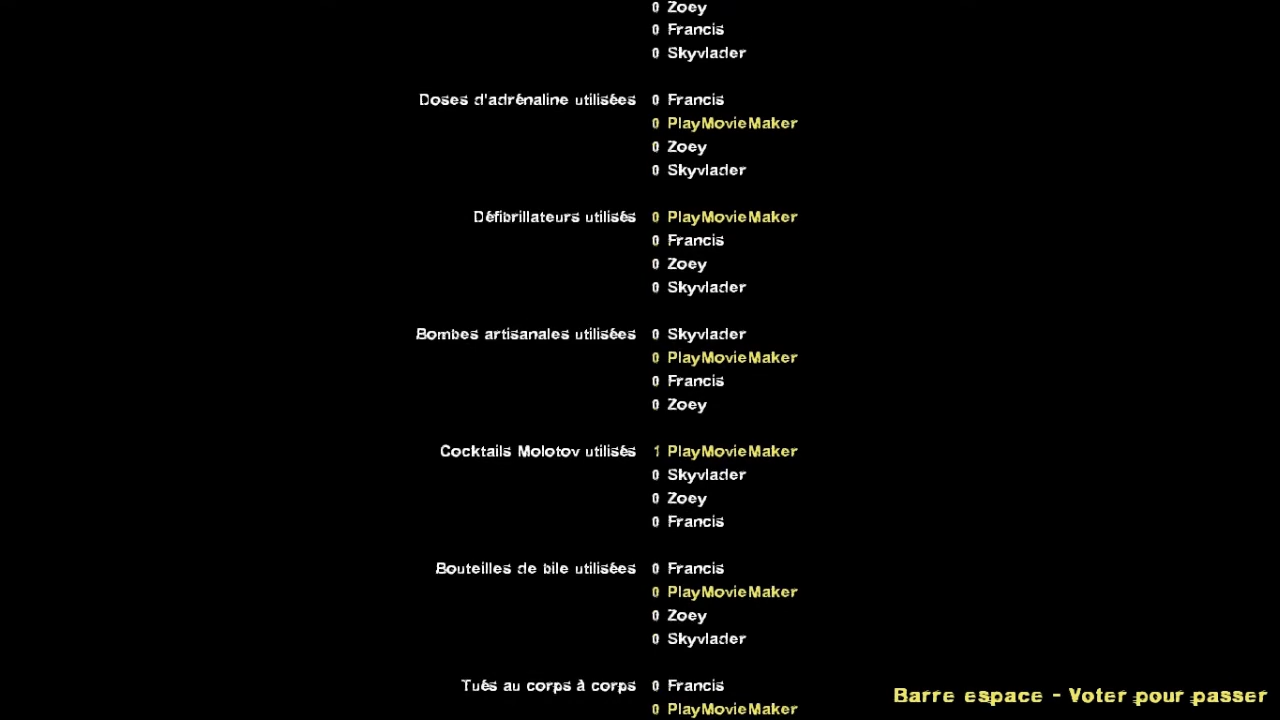 0 Zoey
0 Francis
0 Skyvlader
Doses d'adrénaline utilisées 0 Francis
0 PlayMovieMaker
0 Zoey
0 Skyvlader
Défibrillateurs utilisés 0 PlayMovieMaker
0 Francis
0 Zoey
0 Skyvlader
Bombes artisanales utilisées 0 Skyvlader
0 PlayMovieMaker
0 Francis
0 Zoey
Cocktails Molotov utilisés 1 PlayMovieMaker
0 Skyvlader
0 Zoey
0 Francis
Bouteilles de bile utilisées 0 Francis
0 PlayMovieMaker
0 Zoey
0 Skyvlader
Tués au corps à corps 0 Francis
0 PlayMovieMaker
Barre espace - Voter pour passer